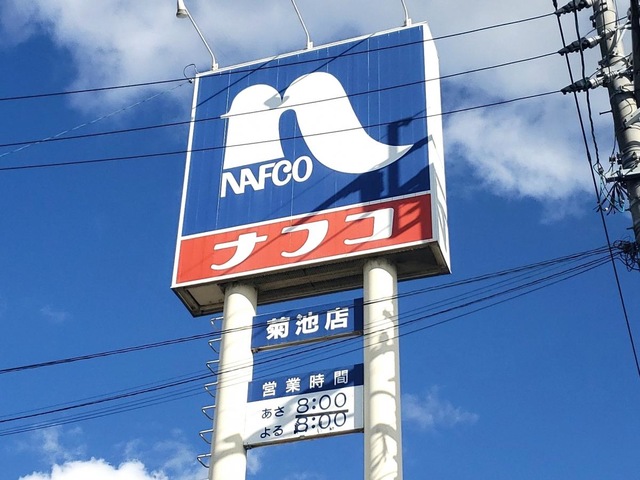 NAFCO
ナフコ
菊池店
営業時間
あさ 8:00
よる 8:00